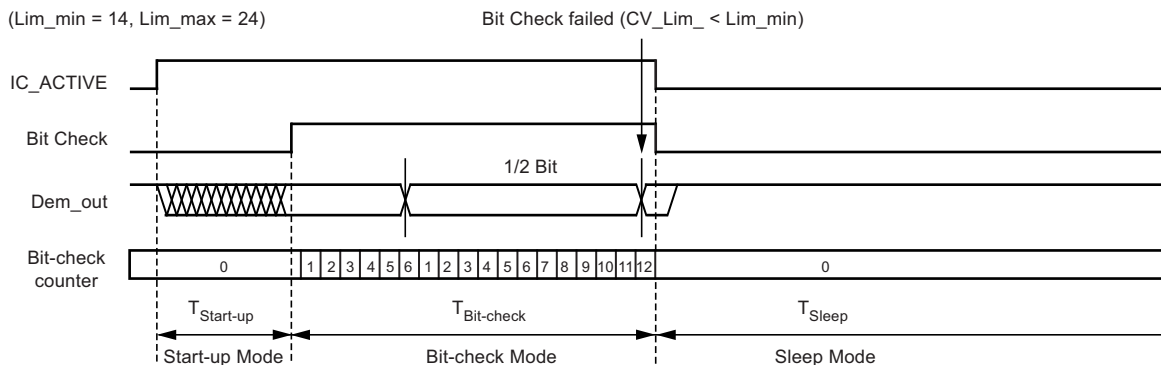 (Lim_min = 14, Lim_max = 24)
Bit Check failed (CV_Lim_ < Lim_min)
IC_ACTIVE
Bit Check
1/2 Bit
Dem_out
Bit-check
counter
0 1 2 3 4 5 6 1 2 3 4 5 6 7 8 9 10 11 12 0
TStart-up TBit-check TSleep
Start-up Mode Bit-check Mode Sleep Mode